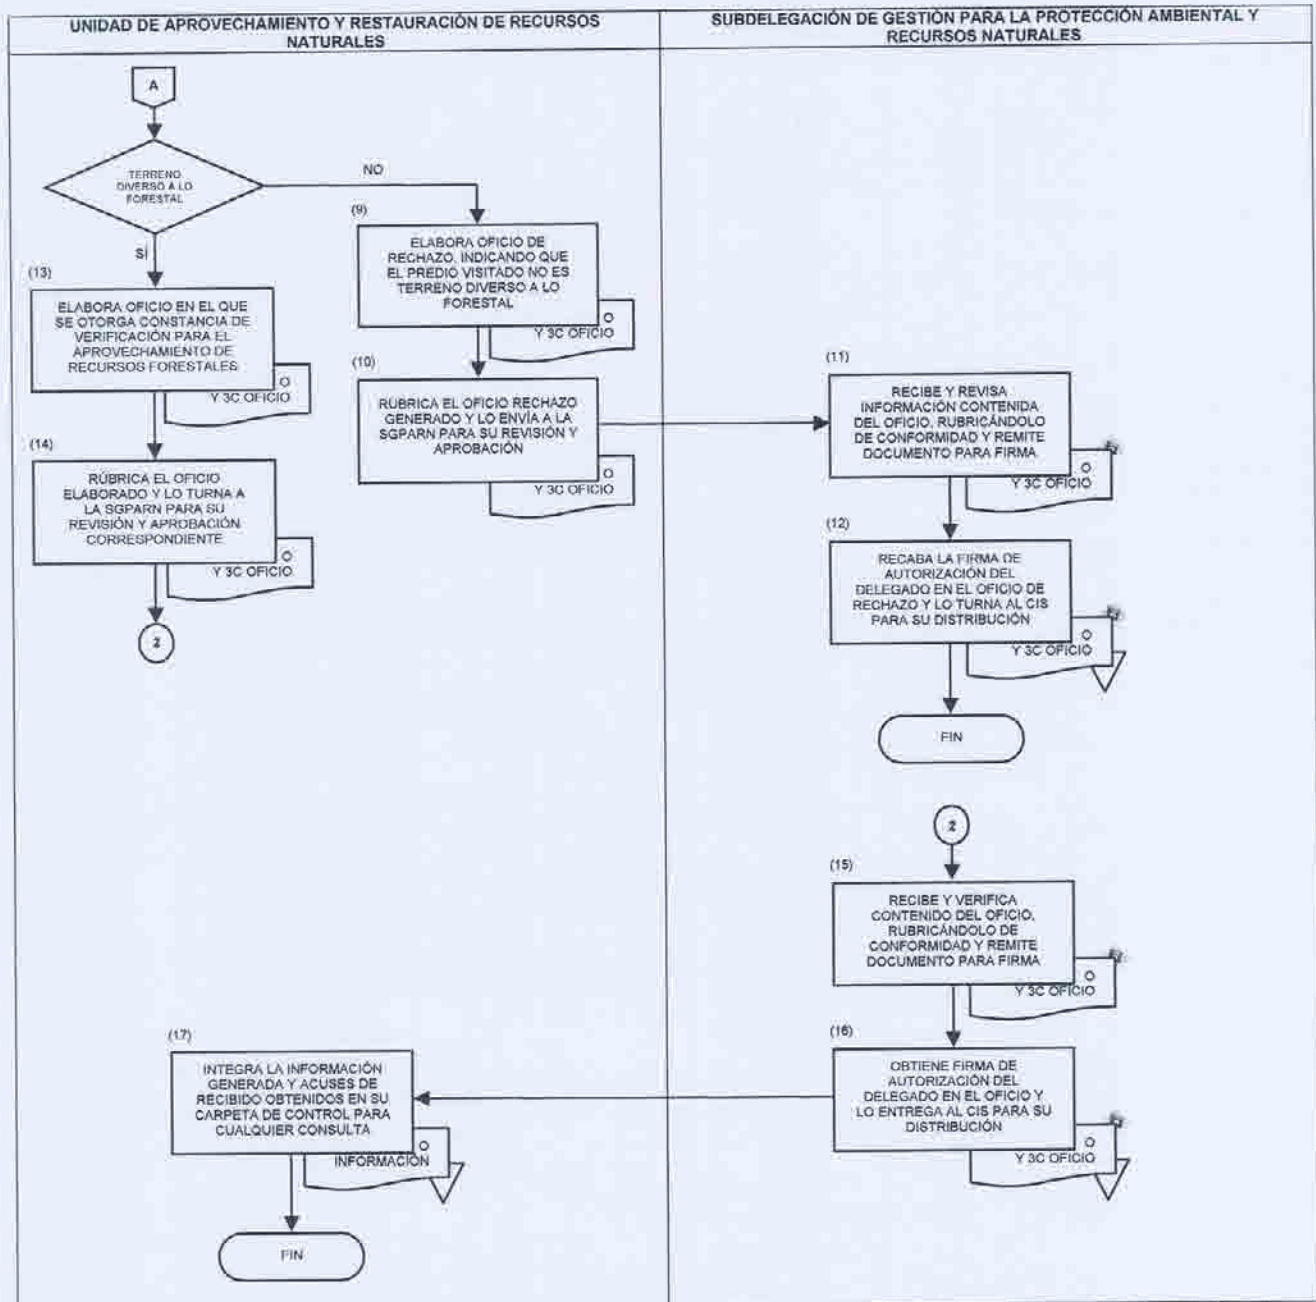 UNIDAD DE APROVECHAMIENTO Y RESTAURACIÓN DE RECURSOS
NATURALES
SUBDELEGACIÓN DE GESTIÓN PARA LA PROTECCIÓN AMBIENTAL Y
RECURSOS NATURALES
A
TERRENO
DIVERSO A LO
FORESTAL
NO
SÍ
(9)
ELABORA OFICIO DE
RECHAZO, INDICANDO QUE
EL PREDIO VISITADO NO ES
TERRENO DIVERSO A LO
FORESTAL
O
Y 3C OFICIO
(13)
ELABORA OFICIO EN EL QUE
SE OTORGA CONSTANCIA DE
VERIFICACIÓN PARA EL
APROVECHAMIENTO DE
RECURSOS FORESTALES
O
Y 3C OFICIO
(10)
RÚBRICA EL OFICIO RECHAZO
GENERADO Y LO ENVÍA A LA
SGPARN PARA SU REVISIÓN Y
APROBACIÓN
O
Y 3C OFICIO
(11)
RECIBE Y REVISA
INFORMACIÓN CONTENIDA
DEL OFICIO, RUBRICÁNDOLO
DE CONFORMIDAD Y REMITE
DOCUMENTO PARA FIRMA
O
Y 3C OFICIO
(14)
RÚBRICA EL OFICIO
ELABORADO Y LO TURNA A
LA SGPARN PARA SU
REVISIÓN Y APROBACIÓN
CORRESPONDIENTE
O
Y 3C OFICIO
2
(12)
RECABA LA FIRMA DE
AUTORIZACIÓN DEL
DELEGADO EN EL OFICIO DE
RECHAZO Y LO TURNA AL CIS
PARA SU DISTRIBUCIÓN
O
Y 3C OFICIO
FIN
2
(15)
RECIBE Y VERIFICA
CONTENIDO DEL OFICIO,
RUBRICÁNDOLO DE
CONFORMIDAD Y REMITE
DOCUMENTO PARA FIRMA
O
Y 3C OFICIO
(16)
OBTIENE FIRMA DE
AUTORIZACIÓN DEL
DELEGADO EN EL OFICIO Y
LO ENTREGA AL CIS PARA SU
DISTRIBUCIÓN
O
Y 3C OFICIO
(17)
INTEGRA LA INFORMACIÓN
GENERADA Y ACUSES DE
RECIBIDO OBTENIDOS EN SU
CARPETA DE CONTROL PARA
CUALQUIER CONSULTA
O
INFORMACIÓN
FIN